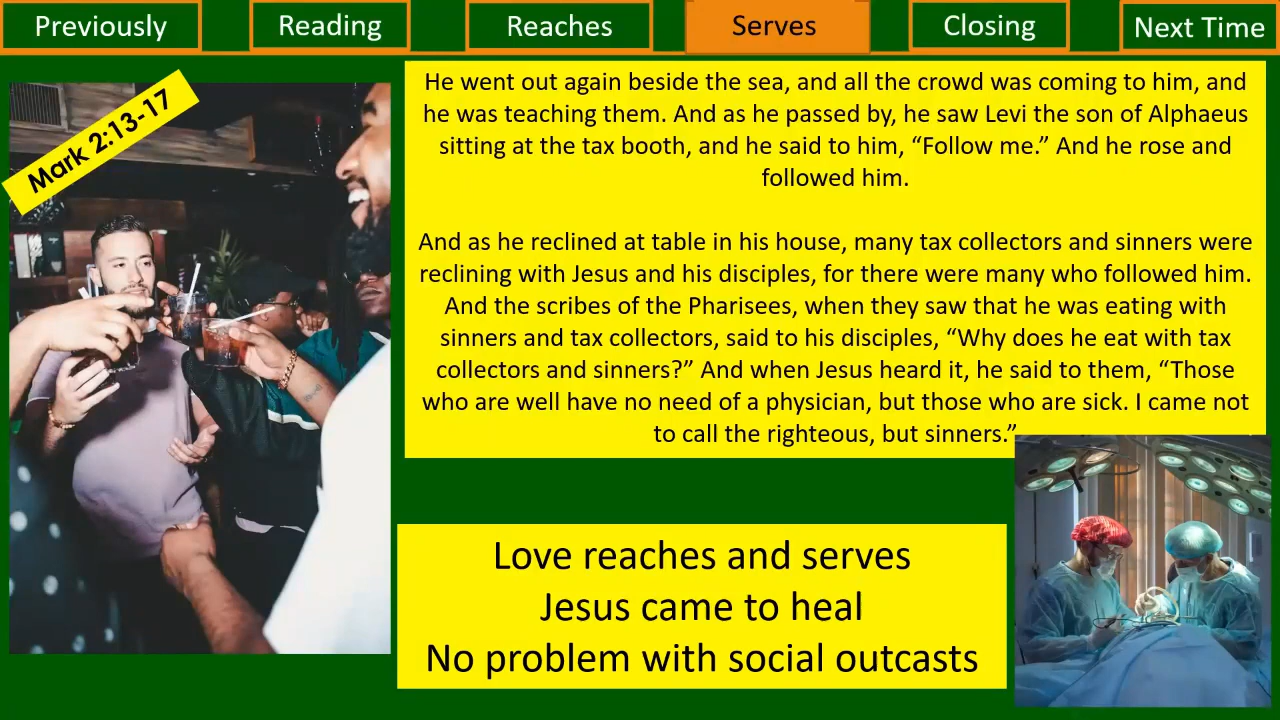 Previously
Reading
Reaches
Serves
Closing
Next Time
Mark 2:13-17
He went out again beside the sea, and all the crowd was coming to him, and
he was teaching them. And as he passed by, he saw Levi the son of Alphaeus
sitting at the tax booth, and he said to him, “Follow me.” And he rose and
followed him.
And as he reclined at table in his house, many tax collectors and sinners were
reclining with Jesus and his disciples, for there were many who followed him.
And the scribes of the Pharisees, when they saw that he was eating with
sinners and tax collectors, said to his disciples, “Why does he eat with tax
collectors and sinners?” And when Jesus heard it, he said to them, “Those
who are well have no need of a physician, but those who are sick. I came not
to call the righteous, but sinners.”
Love reaches and serves
Jesus came to heal
No problem with social outcasts